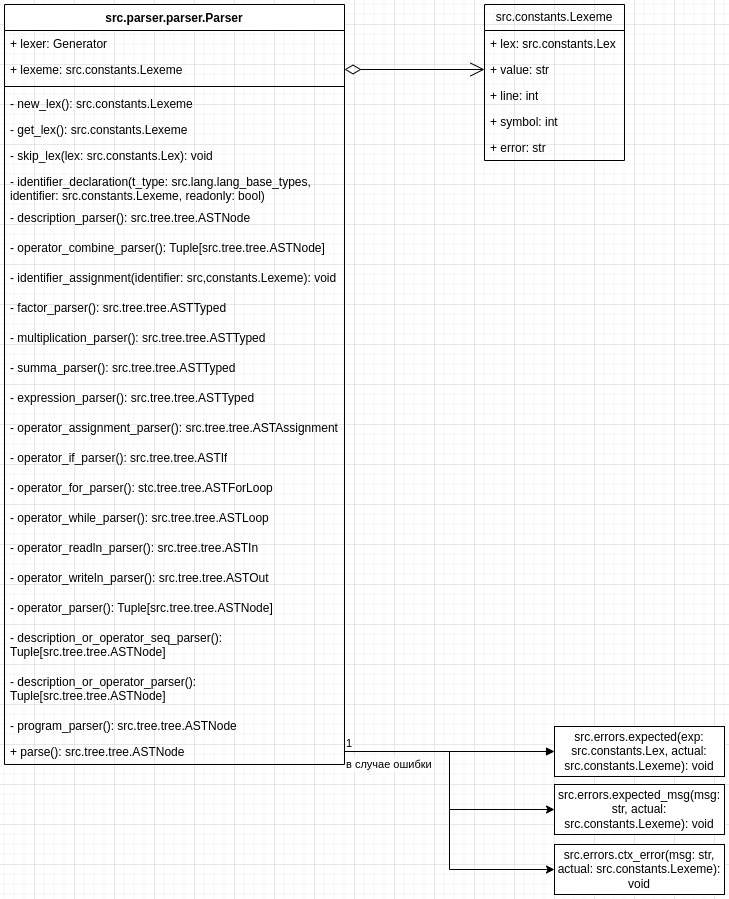 src.parser.parser.Parser
+ lexer: Generator
+ lexeme: src.constants.Lexeme
- new_lex(): src.constants.Lexeme
- get_lex(): src.constants.Lexeme
- skip_lex(lex: src.constants.Lex): void
- identifier_declaration(t_type: src.lang.lang_base_types,
identifier: src.constants.Lexeme, readonly: bool)
- description_parser(): src.tree.tree.ASTNode
- operator_combine_parser(): Tuple[src.tree.tree.ASTNode]
- identifier_assignment(identifier: src,constants.Lexeme): void
- factor_parser(): src.tree.tree.ASTTyped
- multiplication_parser(): src.tree.tree.ASTTyped
- summa_parser(): src.tree.tree.ASTTyped
- expression_parser(): src.tree.tree.ASTTyped
- operator_assignment_parser(): src.tree.tree.ASTAssignment
- operator_if_parser(): src.tree.tree.ASTIf
- operator_for_parser(): stc.tree.tree.ASTForLoop
- operator_while_parser(): src.tree.tree.ASTLoop
- operator_readln_parser(): src.tree.tree.ASTIn
- operator_writeln_parser(): src.tree.tree.ASTOut
- operator_parser(): Tuple[src.tree.tree.ASTNode]
- description_or_operator_seq_parser():
Tuple[src.tree.tree.ASTNode]
- description_or_operator_parser():
Tuple[src.tree.tree.ASTNode]
- program_parser(): src.tree.tree.ASTNode
+ parse(): src.tree.tree.ASTNode
src.constants.Lexeme
+ lex: src.constants.Lex
+ value: str
+ line: int
+ symbol: int
+ error: str
1
в случае ошибки
src.errors.expected(exp:
src.constants.Lex, actual:
src.constants.Lexeme): void
src.errors.expected_msg(msg:
str, actual:
src.constants.Lexeme): void
src.errors.ctx_error(msg: str,
actual: src.constants.Lexeme):
void